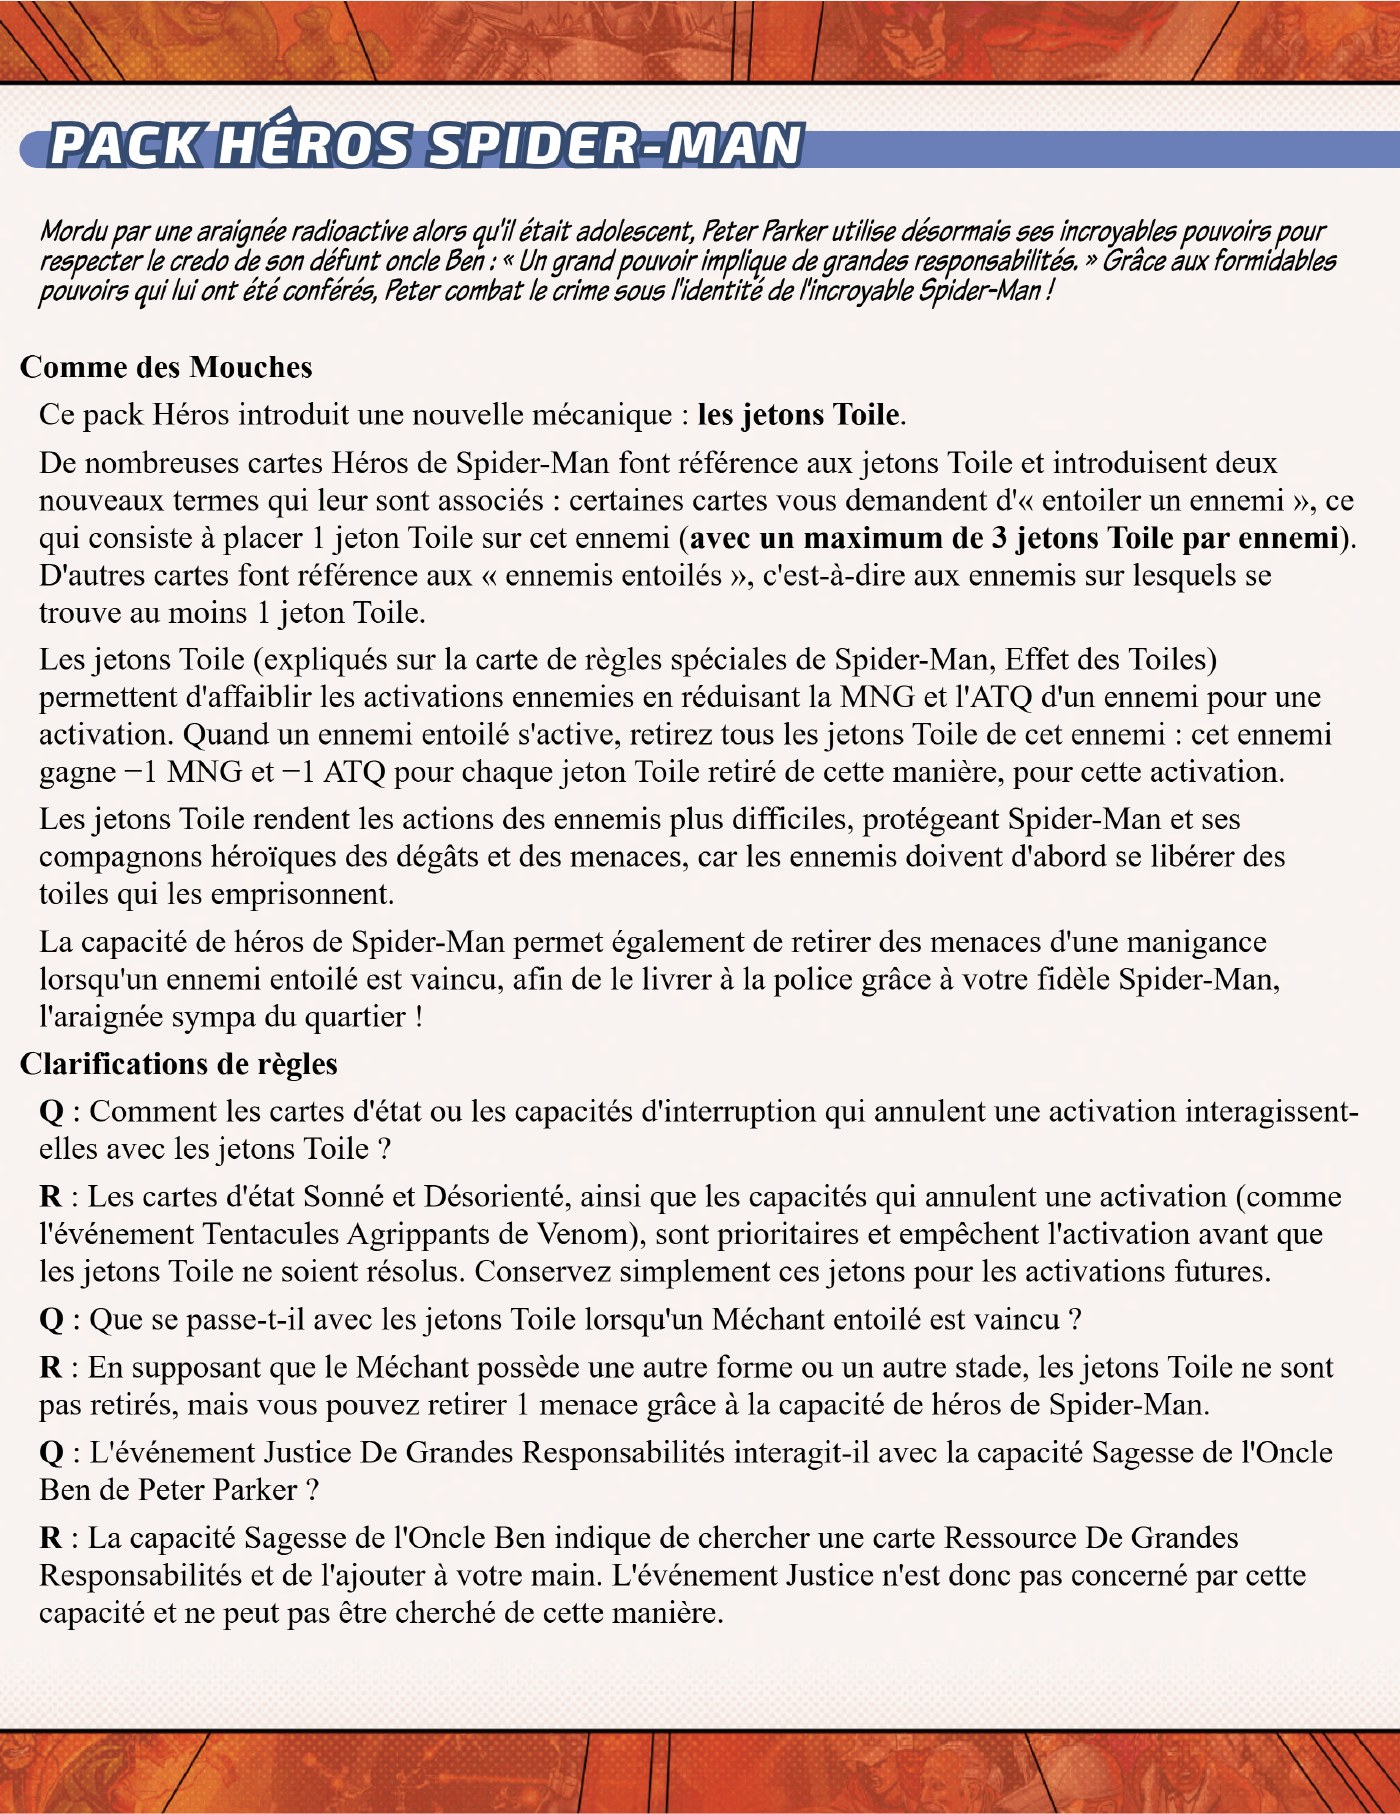 PACK HÉROS SPIDER-MAN
Mordu par une araignée radioactive alors qu'il était adolescent, Peter Parker utilise désormais ses incroyables pouvoirs pour
respecter le credo de son défunt oncle Ben : « Un grand pouvoir implique de grandes responsabilités. » Grâce aux formidables
pouvoirs qui lui ont été conférés, Peter combat le crime sous l'identité de l'incroyable Spider-Man !
Comme des Mouches
Ce pack Héros introduit une nouvelle mécanique : les jetons Toile.
De nombreuses cartes Héros de Spider-Man font référence aux jetons Toile et introduisent deux
nouveaux termes qui leur sont associés : certaines cartes vous demandent d'« entoiler un ennemi », ce
qui consiste à placer 1 jeton Toile sur cet ennemi (avec un maximum de 3 jetons Toile par ennemi).
D'autres cartes font référence aux « ennemis entoilés », c'est-à-dire aux ennemis sur lesquels se
trouve au moins 1 jeton Toile.
Les jetons Toile (expliqués sur la carte de règles spéciales de Spider-Man, Effet des Toiles)
permettent d'affaiblir les activations ennemies en réduisant la MNG et l'ATQ d'un ennemi pour une
activation. Quand un ennemi entoilé s'active, retirez tous les jetons Toile de cet ennemi : cet ennemi
gagne −1 MNG et −1 ATQ pour chaque jeton Toile retiré de cette manière, pour cette activation.
Les jetons Toile rendent les actions des ennemis plus difficiles, protégeant Spider-Man et ses
compagnons héroïques des dégâts et des menaces, car les ennemis doivent d'abord se libérer des
toiles qui les emprisonnent.
La capacité de héros de Spider-Man permet également de retirer des menaces d'une manigance
lorsqu'un ennemi entoilé est vaincu, afin de le livrer à la police grâce à votre fidèle Spider-Man,
l'araignée sympa du quartier !
Clarifications de règles
Q : Comment les cartes d'état ou les capacités d'interruption qui annulent une activation interagissent-
elles avec les jetons Toile ?
R : Les cartes d'état Sonné et Désorienté, ainsi que les capacités qui annulent une activation (comme
l'événement Tentacules Agrippants de Venom), sont prioritaires et empêchent l'activation avant que
les jetons Toile ne soient résolus. Conservez simplement ces jetons pour les activations futures.
Q : Que se passe-t-il avec les jetons Toile lorsqu'un Méchant entoilé est vaincu ?
R : En supposant que le Méchant possède une autre forme ou un autre stade, les jetons Toile ne sont
pas retirés, mais vous pouvez retirer 1 menace grâce à la capacité de héros de Spider-Man.
Q : L'événement Justice De Grandes Responsabilités interagit-il avec la capacité Sagesse de l'Oncle
Ben de Peter Parker ?
R : La capacité Sagesse de l'Oncle Ben indique de chercher une carte Ressource De Grandes
Responsabilités et de l'ajouter à votre main. L'événement Justice n'est donc pas concerné par cette
capacité et ne peut pas être cherché de cette manière.